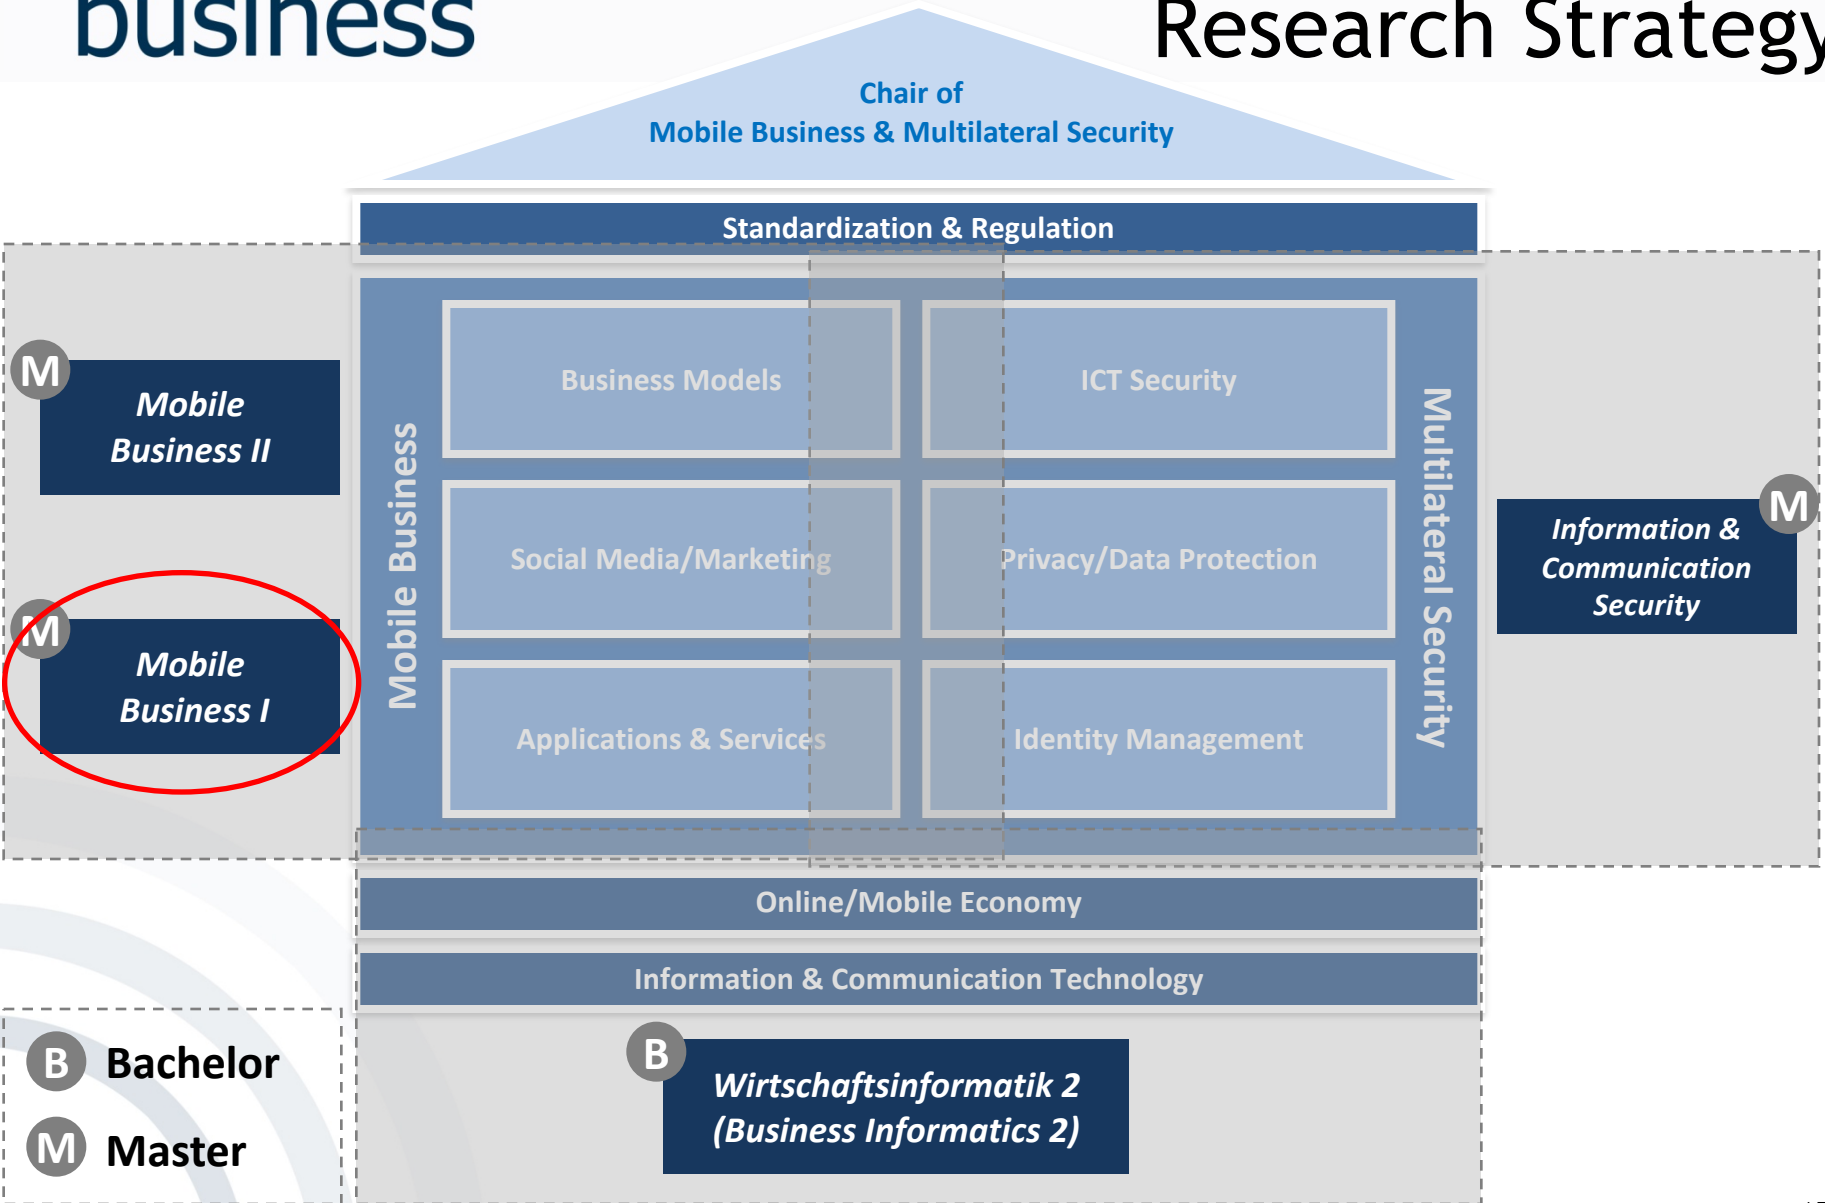 business
Research Strategy
Chair of
Mobile Business & Multilateral Security
Standardization & Regulation
M
Mobile
Business II
M
Mobile
Business I
Mobile Business
Business Models
ICT Security
Social Media/Marketing
Privacy/Data Protection
Applications & Services
Identity Management
Multilateral Security
M
Information &
Communication
Security
Online/Mobile Economy
Information & Communication Technology
B
Wirtschaftsinformatik 2
(Business Informatics 2)
B Bachelor
M Master